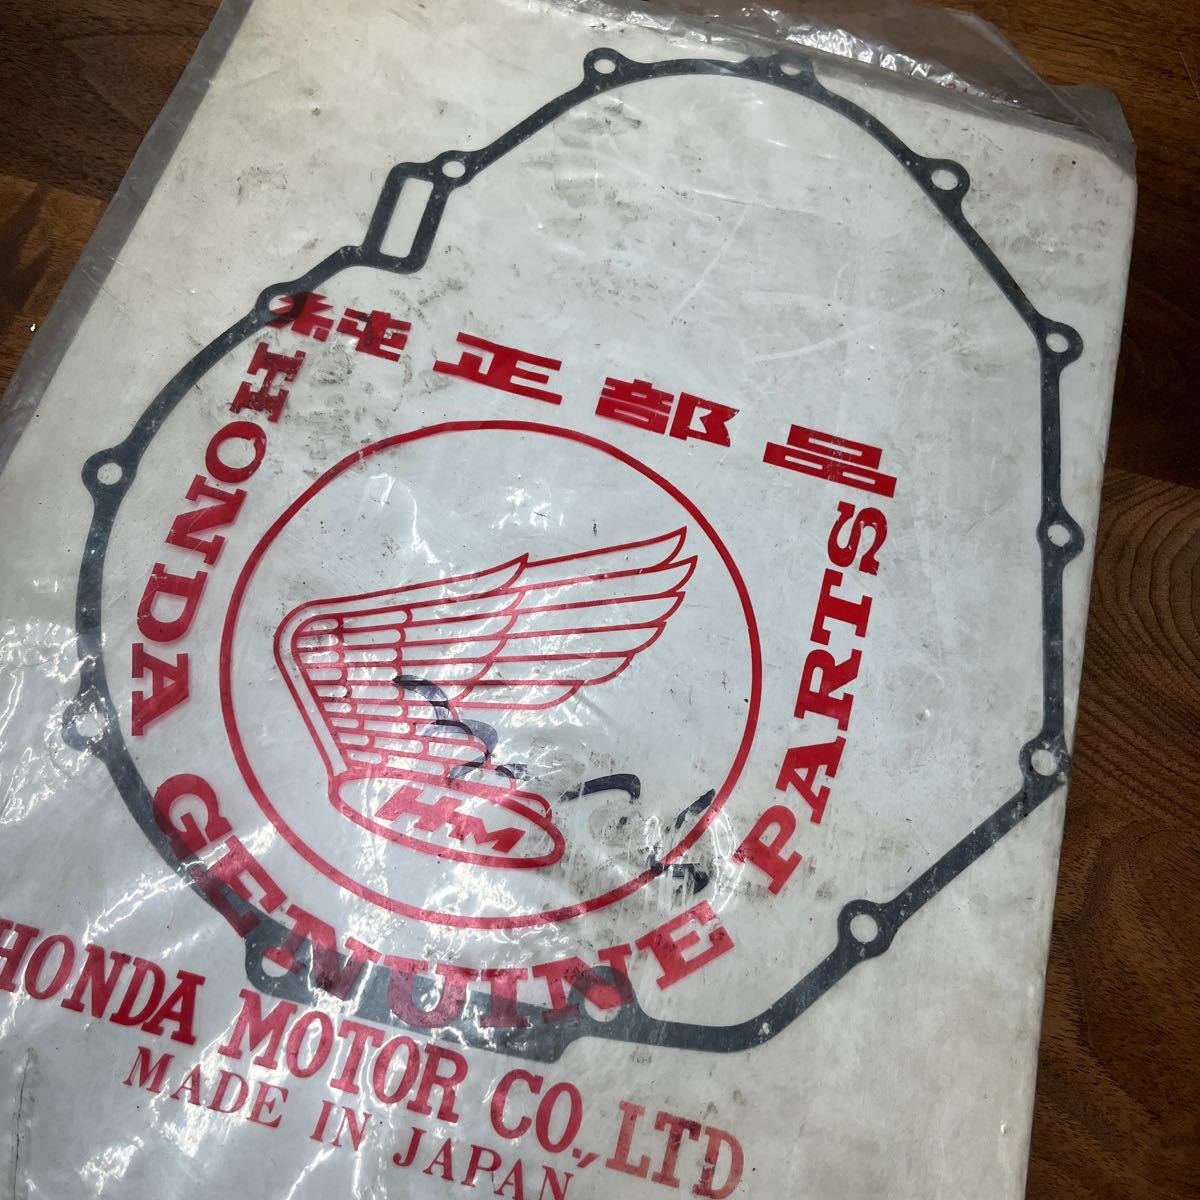 純正部品
HONDA GENUINE PARTS
HM
HONDA MOTOR CO., LTD
MADE IN JAPAN